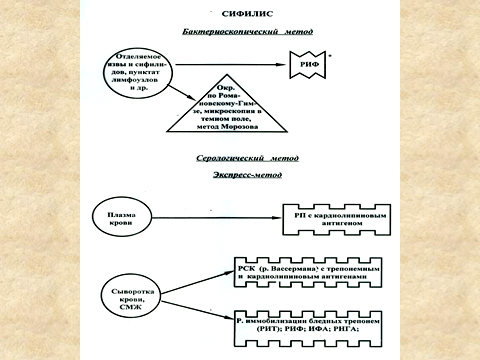 СИФИЛИС
Бактериоскопический метод
Отделяемое
язвы и сифили-
дов, пунктат
лимфоузлов
и др.
РИФ
Окр.
по Рома-
новскому-Гим-
зе, микроскопия в
темном поле,
метод Морозова
Серологический метод
Экспресс-метод
Плазма
крови
РП с кардиолипиновым
антигеном
Сыворотка
крови,
СМЖ
РСК (р. Вассермана) с трепонемным
и кардиолипиновым антигенами
Р. иммобилизации бледных трепонем
(РИТ); РИФ; ИФА; РНГА;